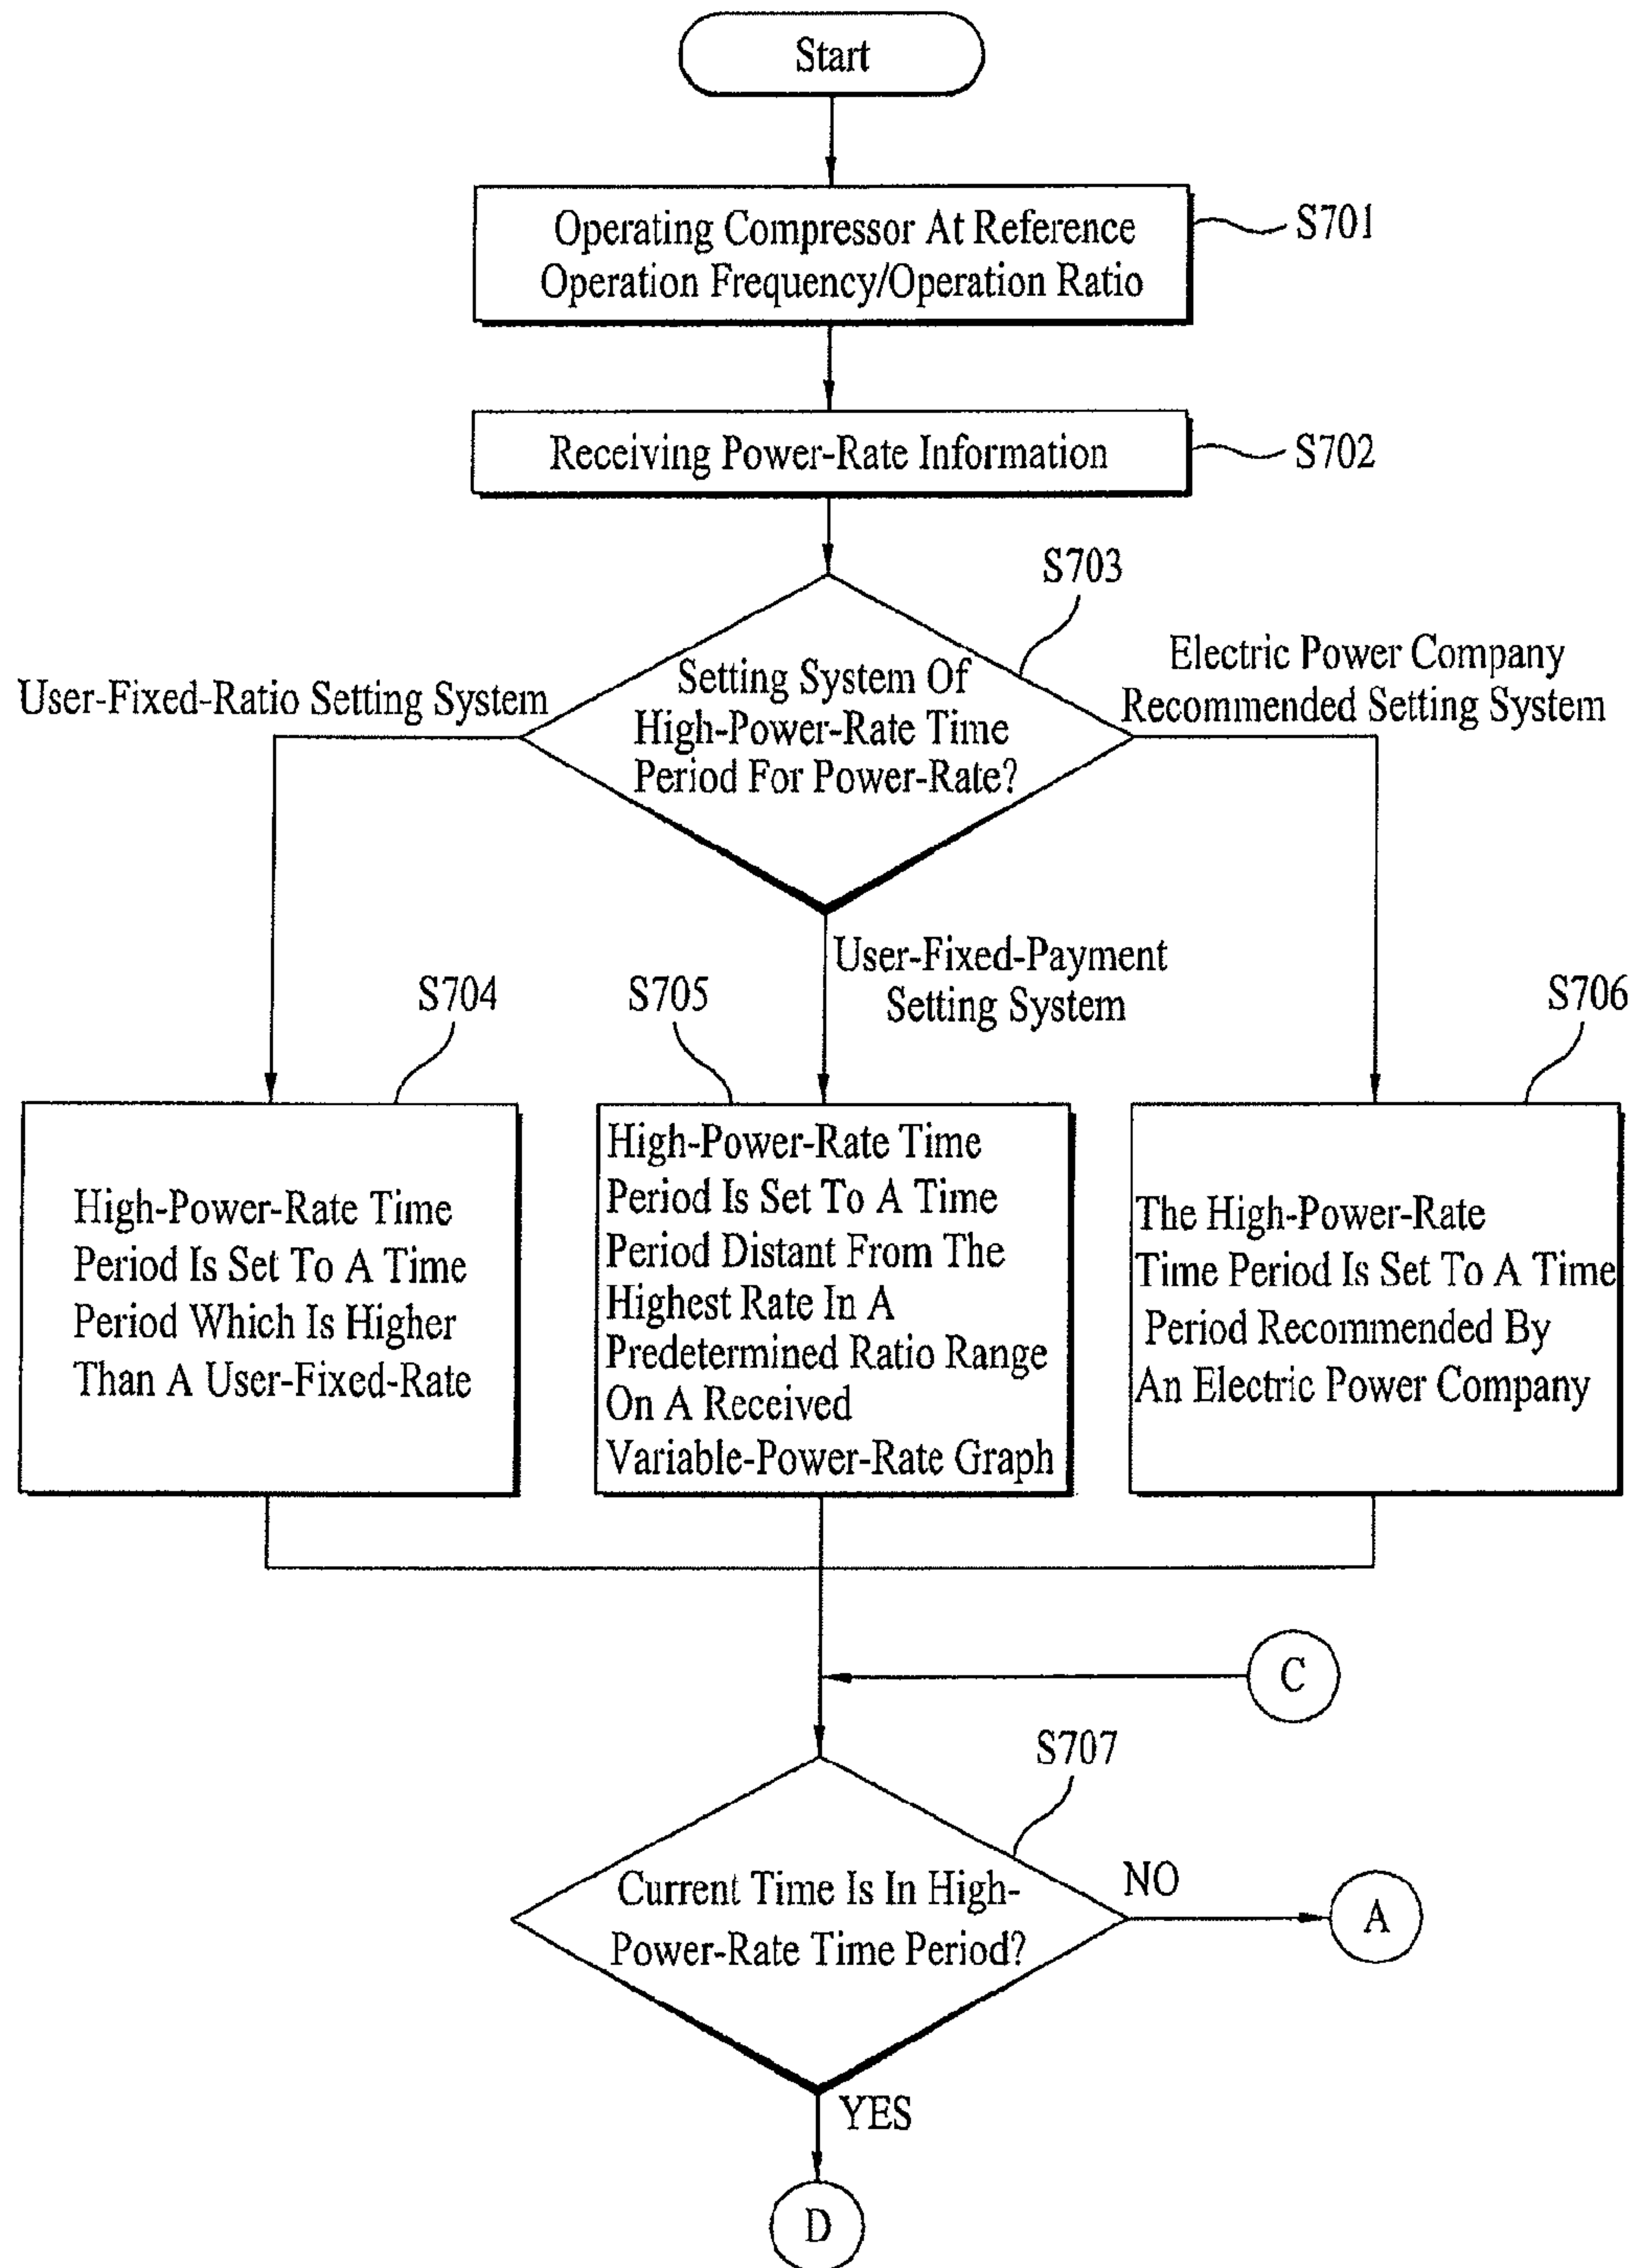 Start
Operating Compressor At Reference
Operation Frequency/Operation Ratio
S701
Receiving Power-Rate Information
S702
S703
Setting System Of
High-Power-Rate Time
Period For Power-Rate?
User-Fixed-Ratio Setting System
Electric Power Company
Recommended Setting System
User-Fixed-Payment
Setting System
S704
S705
S706
High-Power-Rate Time
Period Is Set To A Time
Period Which Is Higher
Than A User-Fixed-Rate
High-Power-Rate Time
Period Is Set To A Time
Period Distant From The
Highest Rate In A
Predetermined Ratio Range
On A Received
Variable-Power-Rate Graph
The High-Power-Rate
Time Period Is Set To A Time
Period Recommended By
An Electric Power Company
C
S707
Current Time Is In High-
Power-Rate Time Period?
NO
A
YES
D